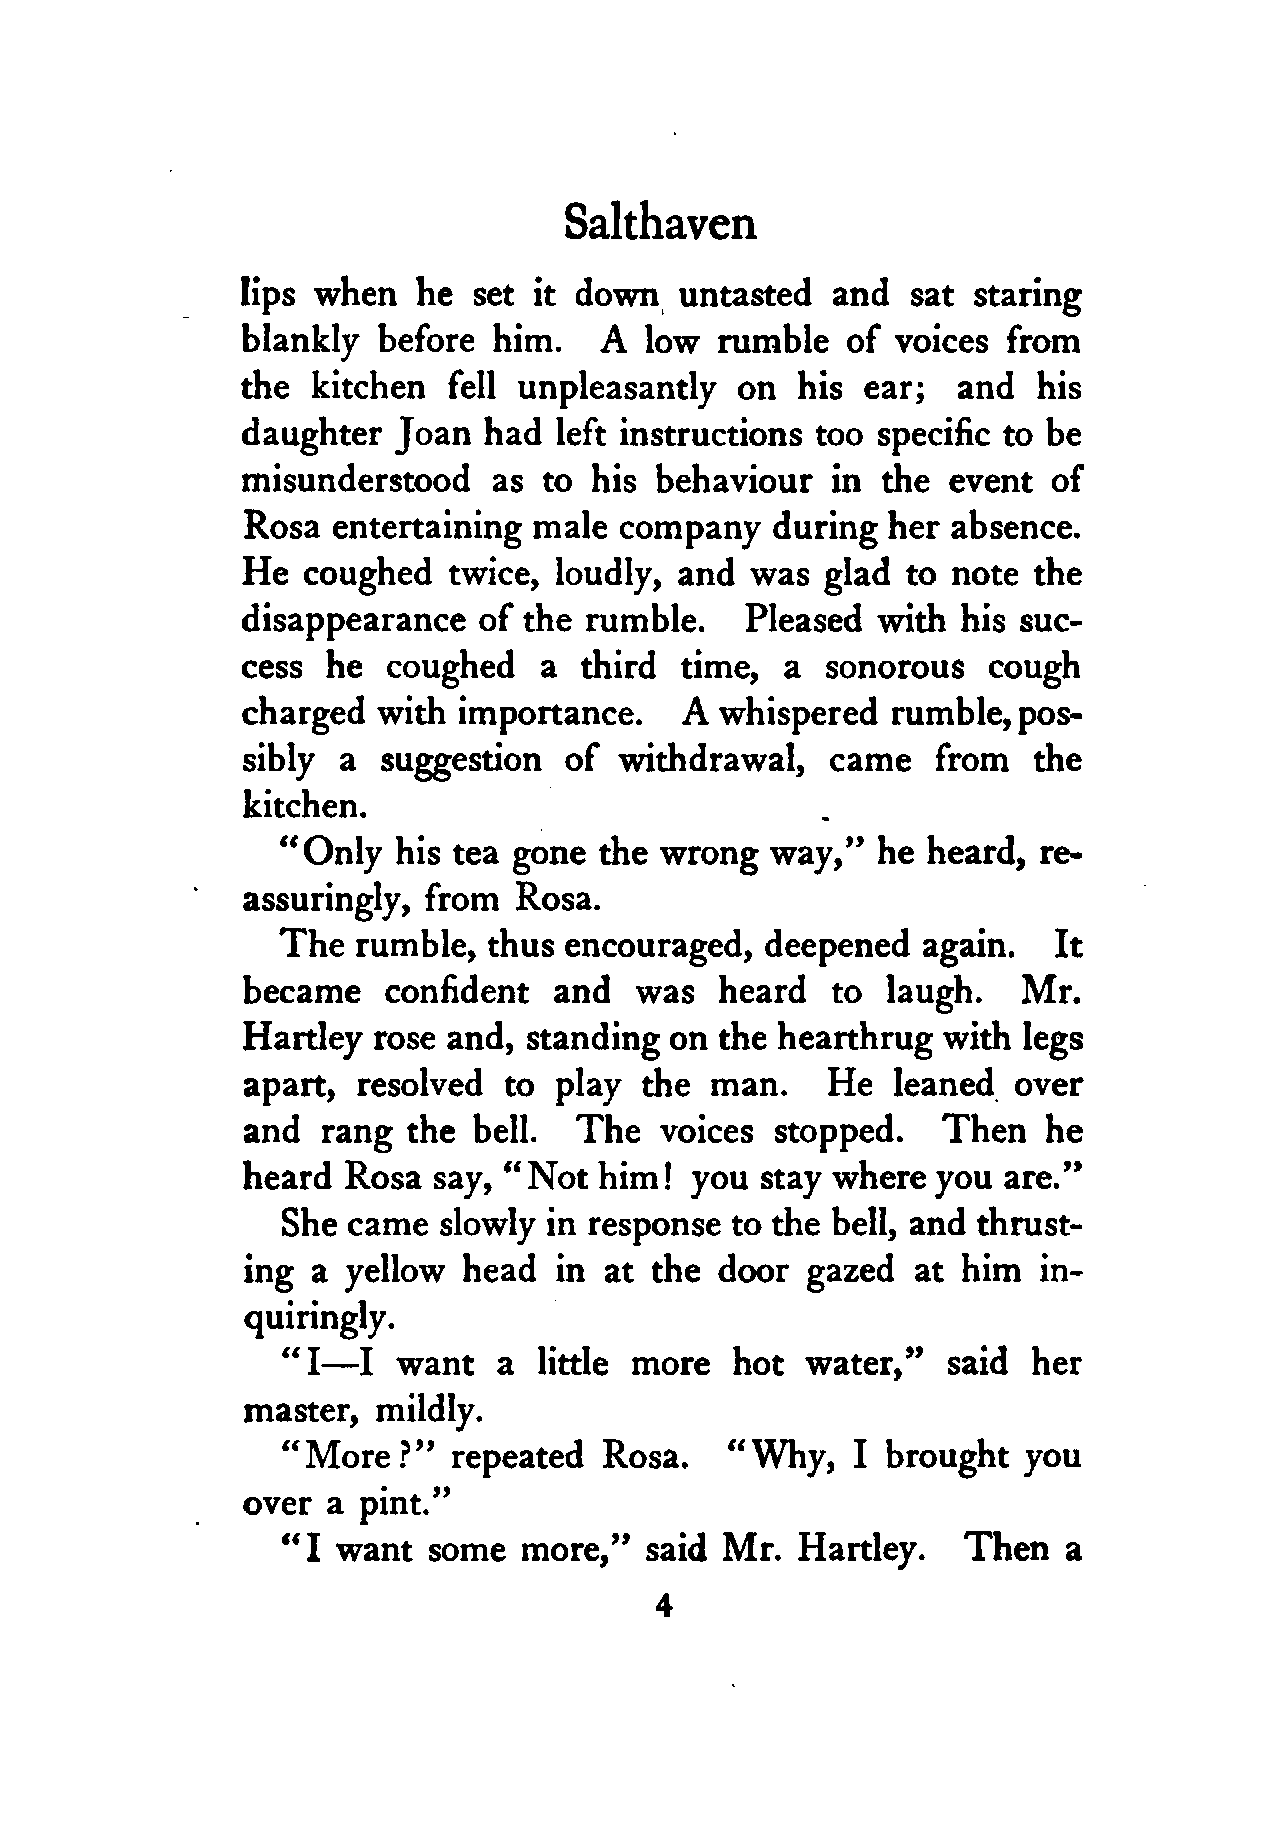 Salthaven
lips when he set it down untasted and sat staring
blankly before him. A low rumble of voices from
the kitchen fell unpleasantly on his ear; and his
daughter Joan had left instructions too specific to be
misunderstood as to his behaviour in the event of
Rosa entertaining male company during her absence.
He coughed twice, loudly, and was glad to note the
disappearance of the rumble. Pleased with his suc-
cess he coughed a third time, a sonorous cough
charged with importance. A whispered rumble, pos-
sibly a suggestion of withdrawal, came from the
kitchen.
"Only his tea gone the wrong way," he heard, re-
assuringly, from Rosa.
The rumble, thus encouraged, deepened again. It
became confident and was heard to laugh. Mr.
Hartley rose and, standing on the hearthrug with legs
apart, resolved to play the man. He leaned over
and rang the bell. The voices stopped. Then he
heard Rosa say, "Not him! you stay where you are."
She came slowly in response to the bell, and thrust-
ing a yellow head in at the door gazed at him in-
quiringly.
"I—I want a little more hot water," said her
master, mildly.
"More?" repeated Rosa. "Why, I brought you
over a pint."
"I want some more," said Mr. Hartley. Then a
4